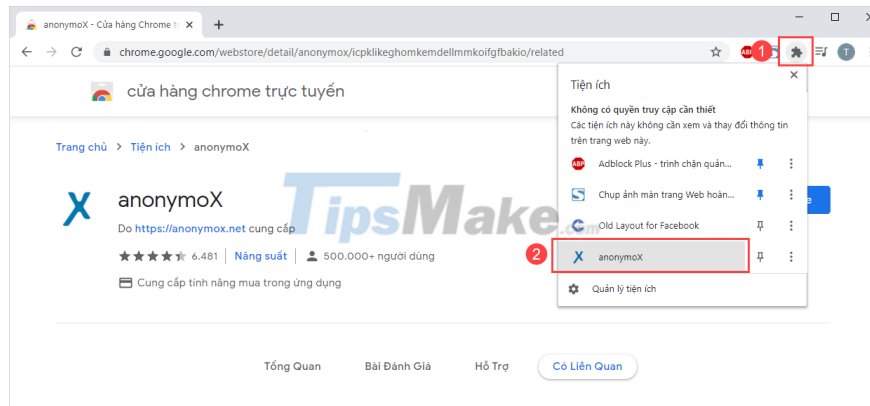 anonymoX - Cửa hàng Chrome t
chrome.google.com/webstore/detail/anonymox/icpklikeghomkemdellmmkoifgfbakio/related
ABP
1
T
cửa hàng chrome trực tuyến
Trang chủ > Tiện ích > anonymoX
anonymoX
Do https://anonymox.net cung cấp
6.481 | Năng suất | 500.000+ người dùng
Cung cấp tính năng mua trong ứng dụng
Tổng Quan Bài Đánh Giá Hỗ Trợ Có Liên Quan
Tiện ích
Không có quyền truy cập cần thiết
Các tiện ích này không cần xem và thay đổi thông tin
trên trang web này.
ABP Adblock Plus - trình chặn quản...
Chụp ảnh màn trang Web hoàn...
Old Layout for Facebook
2 anonymoX
Quản lý tiện ích
TipsMake.com